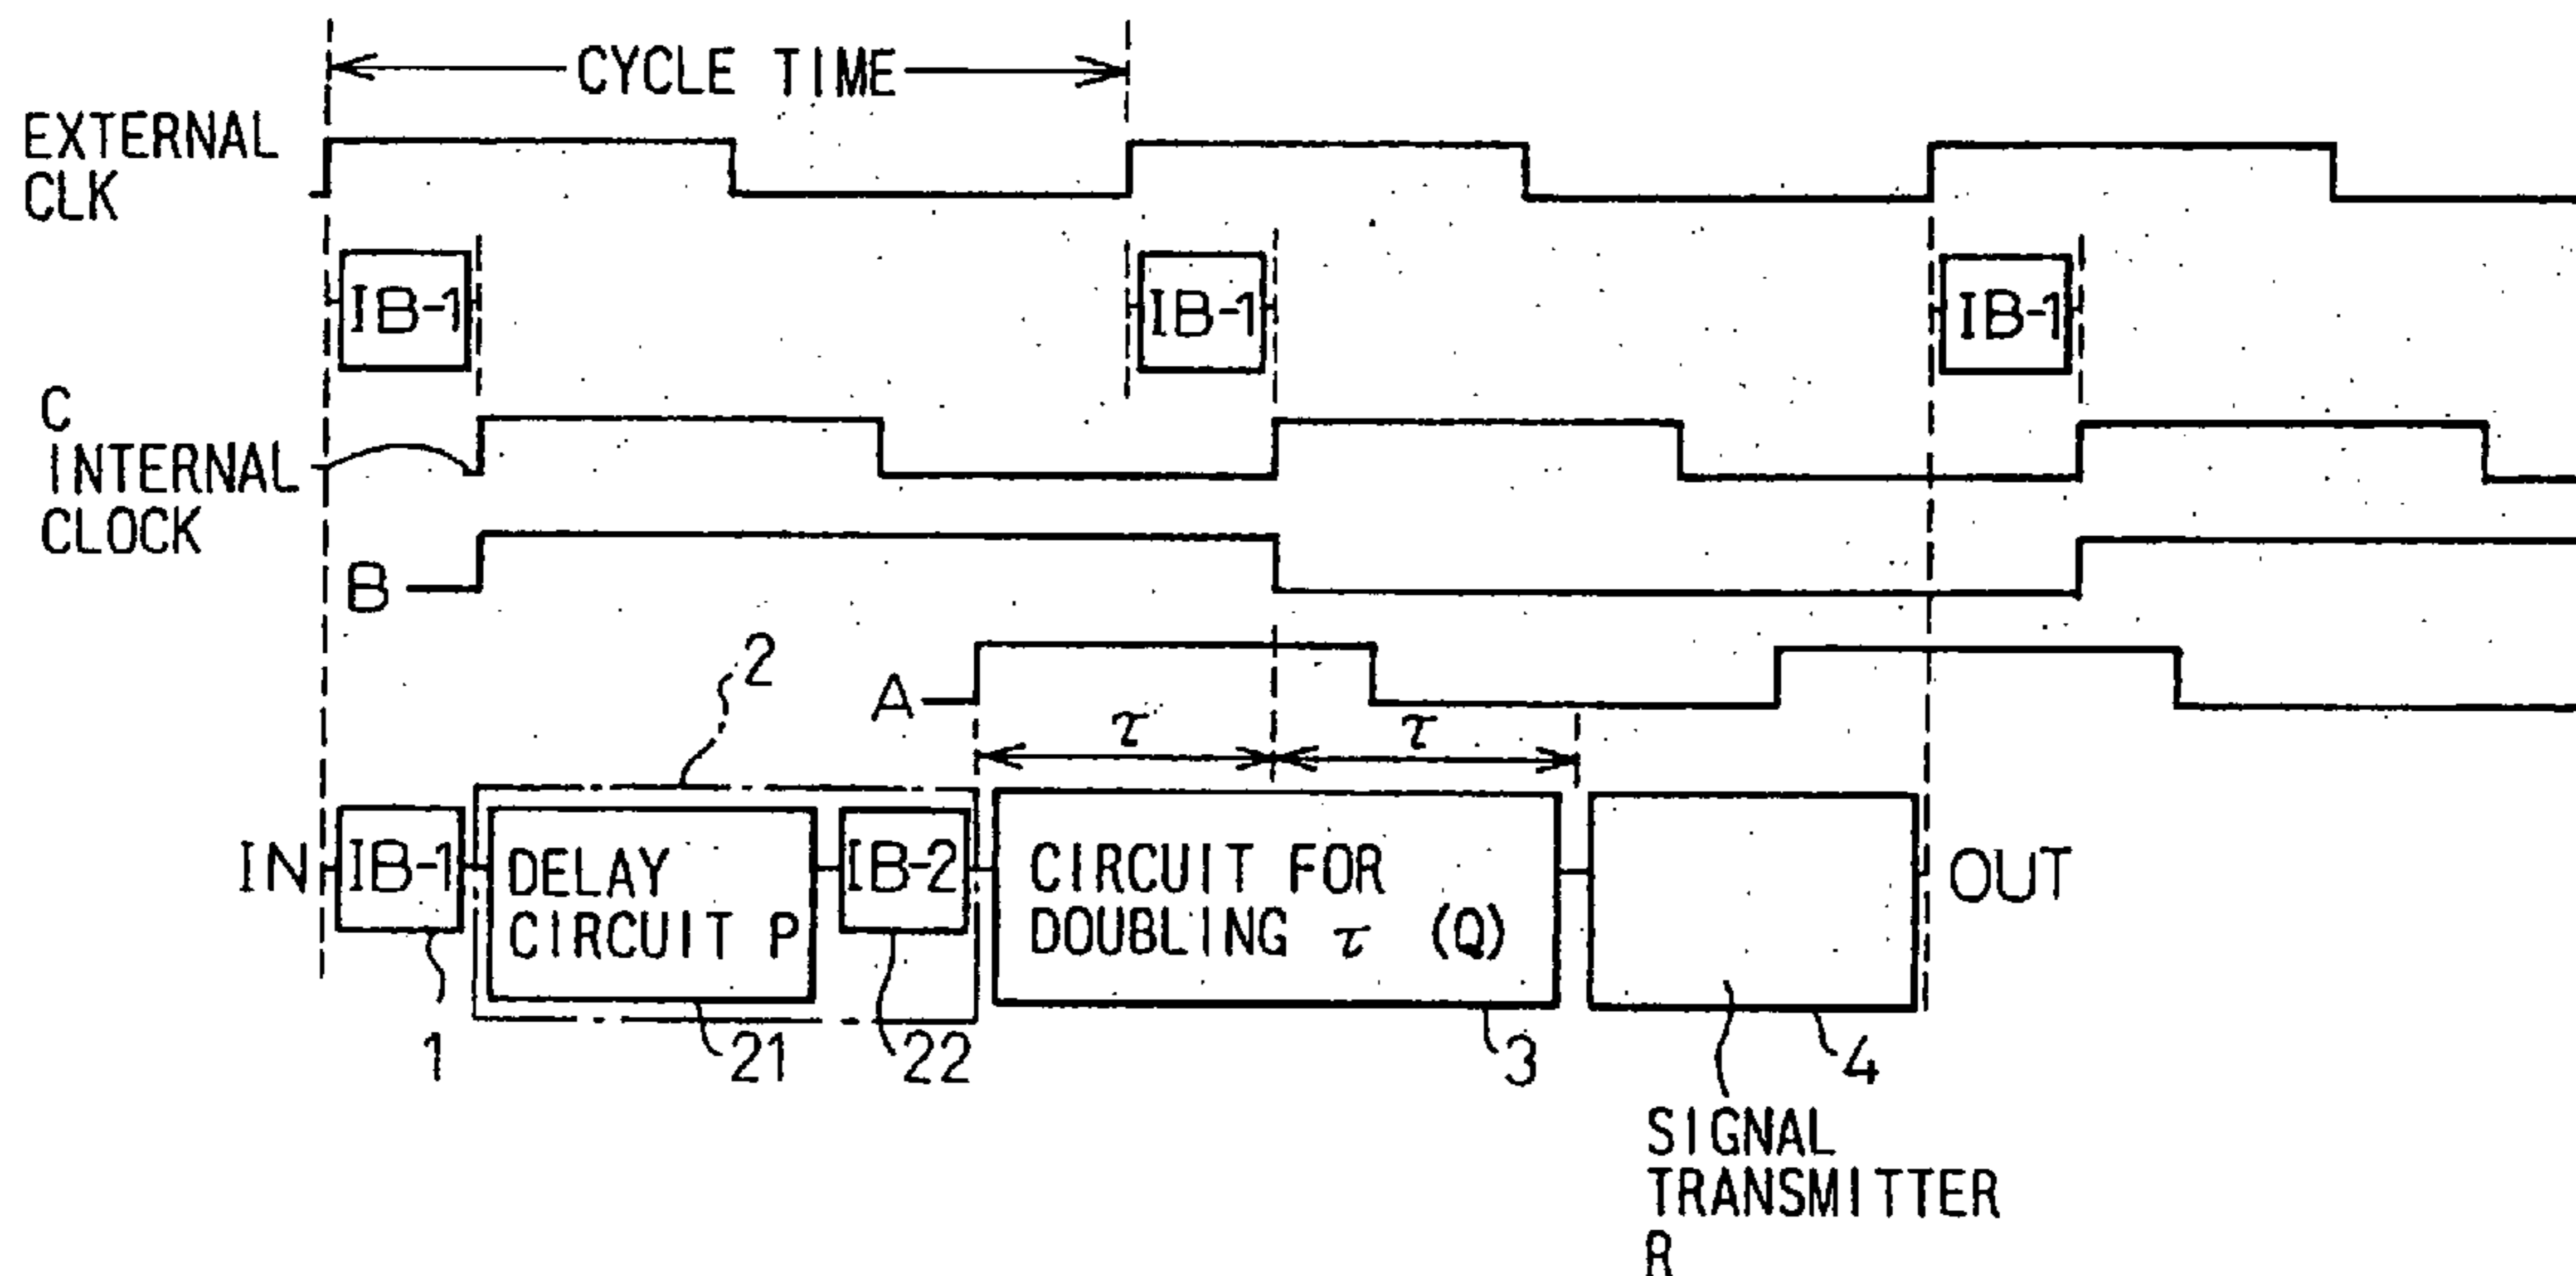 CYCLE TIME
EXTERNAL
CLK
IB-1
IB-1
IB-1
C
INTERNAL
CLOCK
B
2
A
τ
τ
IN
IB-1
DELAY
CIRCUIT P
IB-2
CIRCUIT FOR
DOUBLING τ (Q)
OUT
1
21
22
3
4
SIGNAL
TRANSMITTER
R